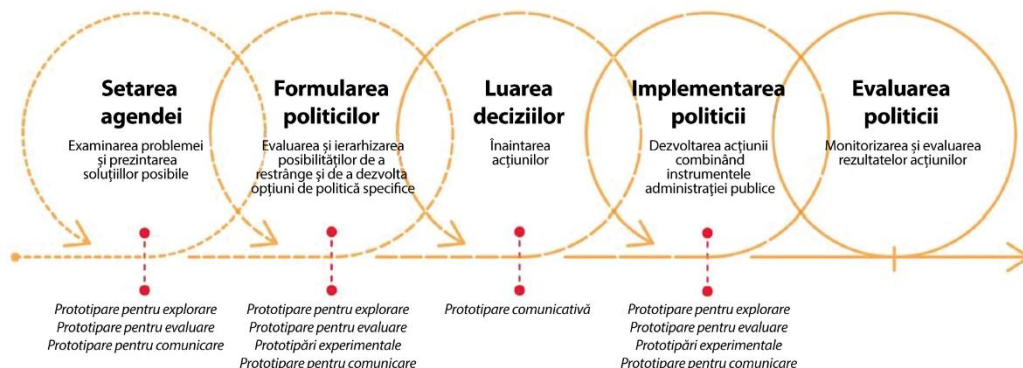 Setarea
agendei
Examinarea problemei
și prezentarea
soluțiillor posibile
Formularea
politicilor
Evaluarea și ierarhizarea
posibilităților de a
restrânge și de a dezvolta
opțiuni de politică specifice
Luarea
deciziilor
Înaintarea
acțiunilor
Implementarea
politicii
Dezvoltarea acțiunii
combinând
instrumentele
administrației publice
Evaluarea
politicii
Monitorizarea și evaluarea
rezultatelor acțiunilor
Prototipare pentru explorare
Prototipare pentru evaluare
Prototipare pentru comunicare
Prototipare pentru explorare
Prototipare pentru evaluare
Prototipări experimentale
Prototipare pentru comunicare
Prototipare comunicativă
Prototipare pentru explorare
Prototipare pentru evaluare
Prototipări experimentale
Prototipare pentru comunicare